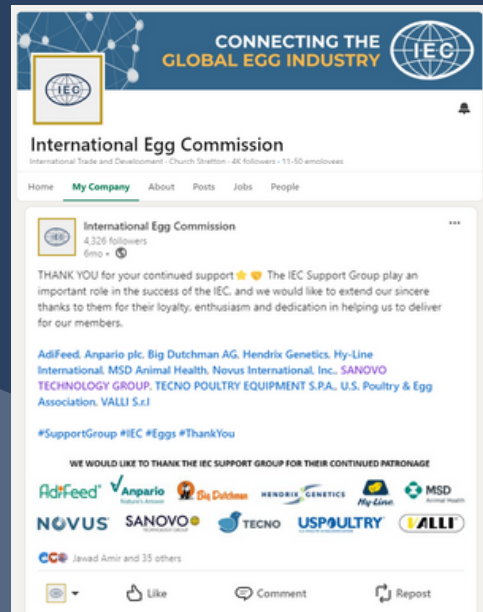 CONNECTING THE
GLOBAL EGG INDUSTRY
IEC
IEC
International Egg Commission
International Trade and Development · Church Stretton · 4K followers · 11-50 employees
Home My Company About Posts Jobs People
IEC
International Egg Commission
4,326 followers
6mo •
THANK YOU for your continued support⭐ 🧡 The IEC Support Group play an
important role in the success of the IEC, and we would like to extend our sincere
thanks to them for their loyalty, enthusiasm and dedication in helping us to deliver
for our members.
AdiFeed, Anpario plc, Big Dutchman AG, Hendrix Genetics, Hy-Line
International, MSD Animal Health, Novus International, Inc., SANOVO
TECHNOLOGY GROUP, TECNO POULTRY EQUIPMENT S.P.A., U.S. Poultry & Egg
Association, VALLI S.r.l
#SupportGroup #IEC #Eggs #ThankYou
WE WOULD LIKE TO THANK THE IEC SUPPORT GROUP FOR THEIR CONTINUED PATRONAGE
AdiFeed® Anpario Nature's Answer Big Dutchman HENDRIX GENETICS Hy-Line MSD Animal Health
NOVUS® SANOVO TECHNOLOGY GROUP TECNO USPOULTRY VALLI
Jawad Amir and 35 others
Like Comment Repost